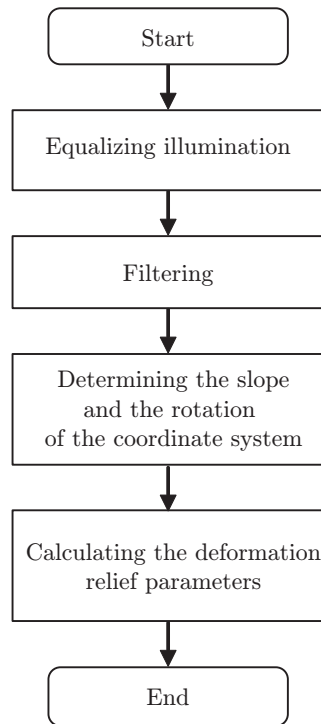 Start
Equalizing illumination
Filtering
Determining the slope
and the rotation
of the coordinate system
Calculating the deformation
relief parameters
End